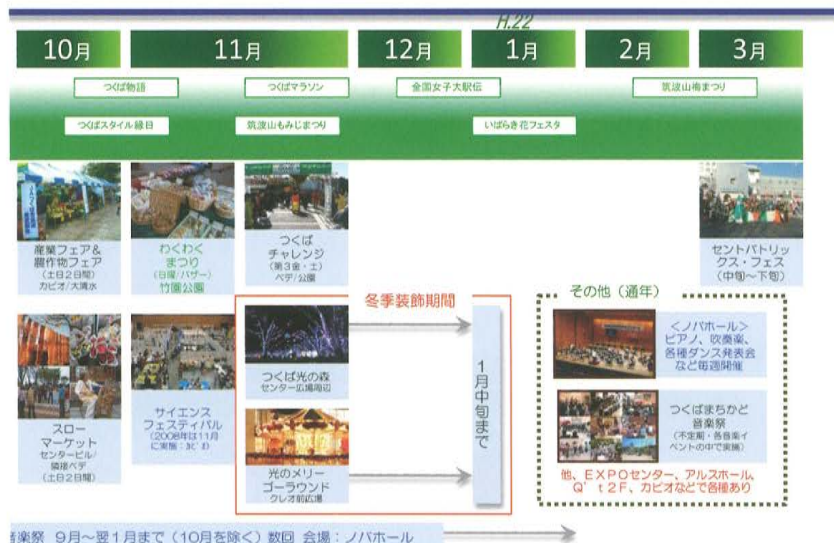 H.22
10月 11月 12月 1月 2月 3月
つくば物語 つくばマラソン 全国女子大駅伝 筑波山梅まつり
つくばスタイル縁日 筑波山もみじまつり いばらき花フェスタ
産業フェア&
農作物フェア
(土日2日間)
カピオ/大清水
わくわく
まつり
(日曜/バザー)
竹園公園
つくば
チャレンジ
(第3金・土)
ペデ/公園
セントパトリッ
クス・フェス
(中旬~下旬)
スロー
マーケット
センタービル/
隣接ペデ
(土日2日間)
サイエンス
フェスティバル
(2008年は11月
に実施:カピオ)
冬季装飾期間
つくば光の森
センター広場周辺
光のメリー
ゴーラウンド
クレオ前広場
1月中旬まで
その他(通年)
<ノバホール>
ピアノ、吹奏楽、
各種ダンス発表会
など毎週開催
つくばまちかど
音楽祭
(不定期・各音楽イ
ベントの中で実施)
他、EXPOセンター、アルスホール、
Q't2F、カピオなどで各種あり
音楽祭 9月~翌1月まで(10月を除く)数回 会場:ノバホール